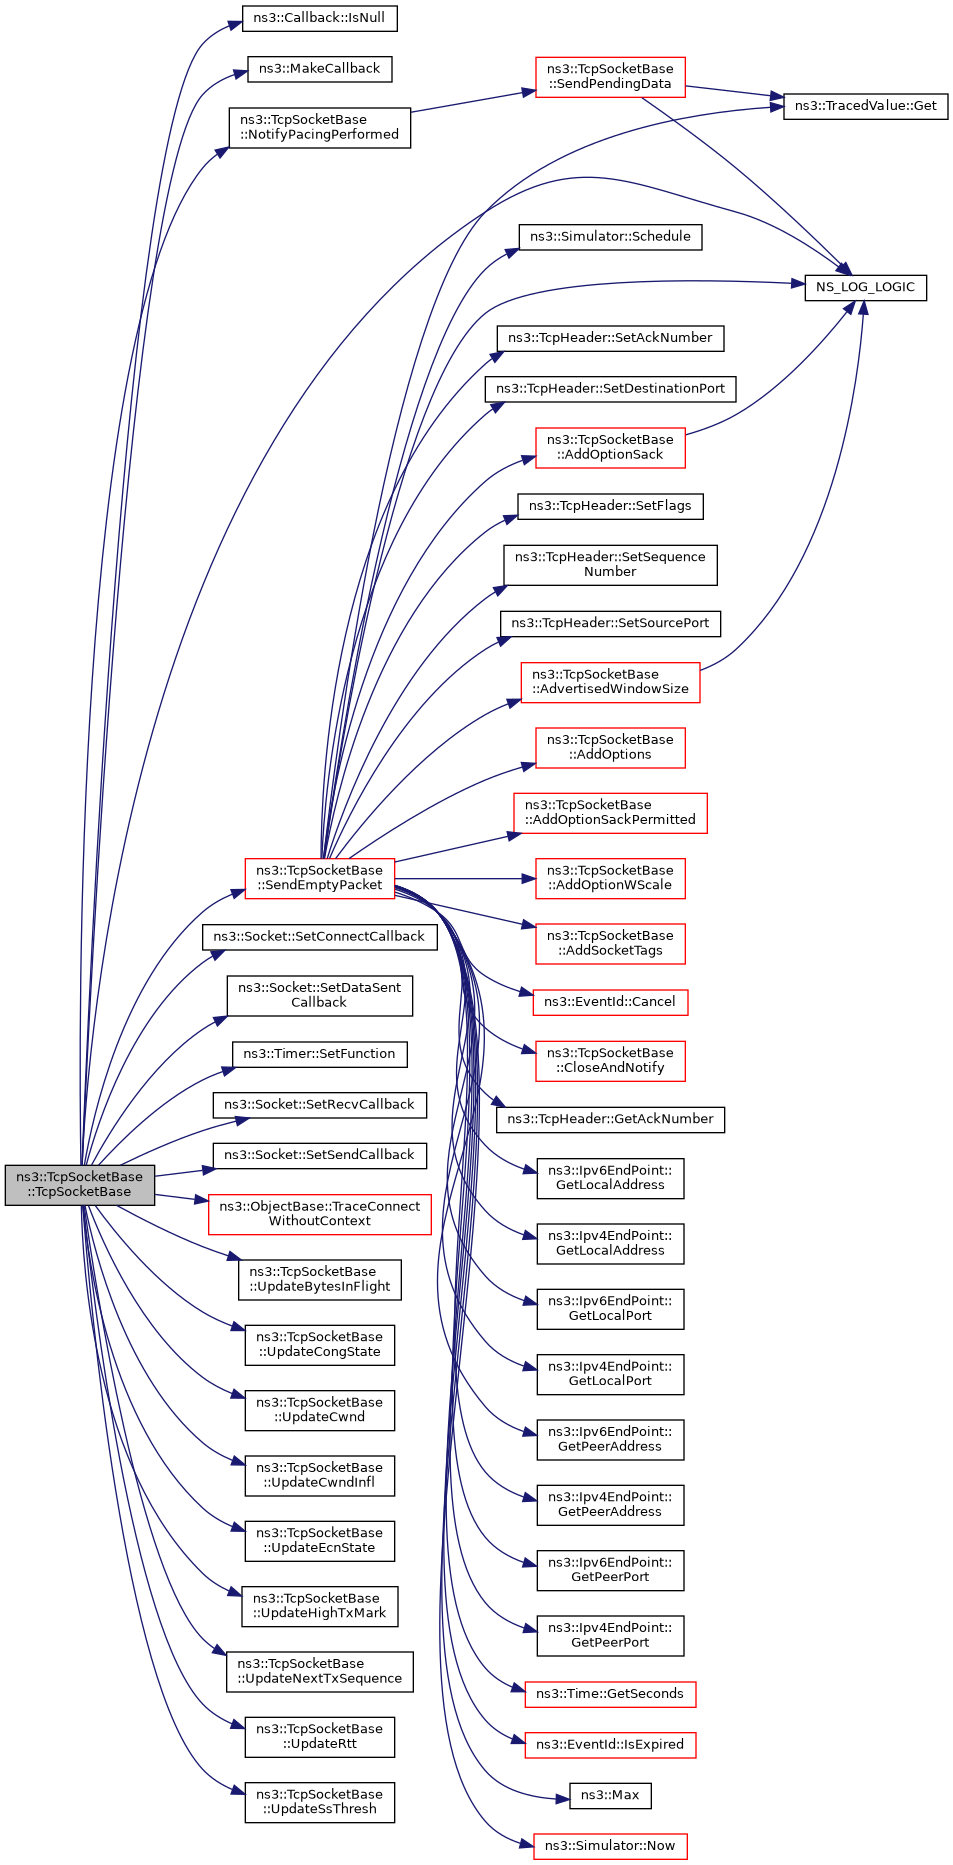 ns3::Callback::IsNull
ns3::MakeCallback
ns3::TcpSocketBase
::NotifyPacingPerformed
ns3::TcpSocketBase
::SendPendingData
ns3::TracedValue::Get
ns3::Simulator::Schedule
NS_LOG_LOGIC
ns3::TcpHeader::SetAckNumber
ns3::TcpHeader::SetDestinationPort
ns3::TcpSocketBase
::AddOptionSack
ns3::TcpHeader::SetFlags
ns3::TcpHeader::SetSequence
Number
ns3::TcpHeader::SetSourcePort
ns3::TcpSocketBase
::AdvertisedWindowSize
ns3::TcpSocketBase
::AddOptions
ns3::TcpSocketBase
::AddOptionSackPermitted
ns3::TcpSocketBase
::SendEmptyPacket
ns3::TcpSocketBase
::AddOptionWScale
ns3::TcpSocketBase
::AddSocketTags
ns3::EventId::Cancel
ns3::TcpSocketBase
::CloseAndNotify
ns3::TcpHeader::GetAckNumber
ns3::Ipv6EndPoint::
GetLocalAddress
ns3::Ipv4EndPoint::
GetLocalAddress
ns3::Ipv6EndPoint::
GetLocalPort
ns3::Ipv4EndPoint::
GetLocalPort
ns3::Ipv6EndPoint::
GetPeerAddress
ns3::Ipv4EndPoint::
GetPeerAddress
ns3::Ipv6EndPoint::
GetPeerPort
ns3::Ipv4EndPoint::
GetPeerPort
ns3::Time::GetSeconds
ns3::EventId::IsExpired
ns3::Max
ns3::Simulator::Now
ns3::Socket::SetConnectCallback
ns3::Socket::SetDataSent
Callback
ns3::Timer::SetFunction
ns3::Socket::SetRecvCallback
ns3::Socket::SetSendCallback
ns3::TcpSocketBase
::TcpSocketBase
ns3::ObjectBase::TraceConnect
WithoutContext
ns3::TcpSocketBase
::UpdateBytesInFlight
ns3::TcpSocketBase
::UpdateCongState
ns3::TcpSocketBase
::UpdateCwnd
ns3::TcpSocketBase
::UpdateCwndInfl
ns3::TcpSocketBase
::UpdateEcnState
ns3::TcpSocketBase
::UpdateHighTxMark
ns3::TcpSocketBase
::UpdateNextTxSequence
ns3::TcpSocketBase
::UpdateRtt
ns3::TcpSocketBase
::UpdateSsThresh